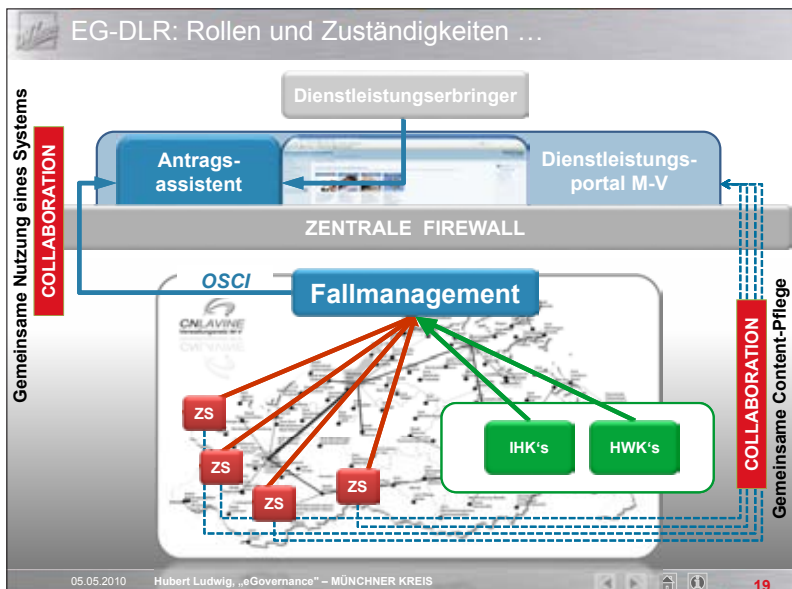 EG-DLR: Rollen und Zuständigkeiten …
Dienstleistungserbringer
Gemeinsame Nutzung eines Systems
COLLABORATION
Antrags-
assistent
Dienstleistungs-
portal M-V
ZENTRALE FIREWALL
OSCI
Fallmanagement
CNLAVINE
ZS
ZS
ZS
ZS
IHK‘s
HWK‘s
COLLABORATION
Gemeinsame Content-Pflege
05.05.2010
Hubert Ludwig, „eGovernance" – MÜNCHNER KREIS
19